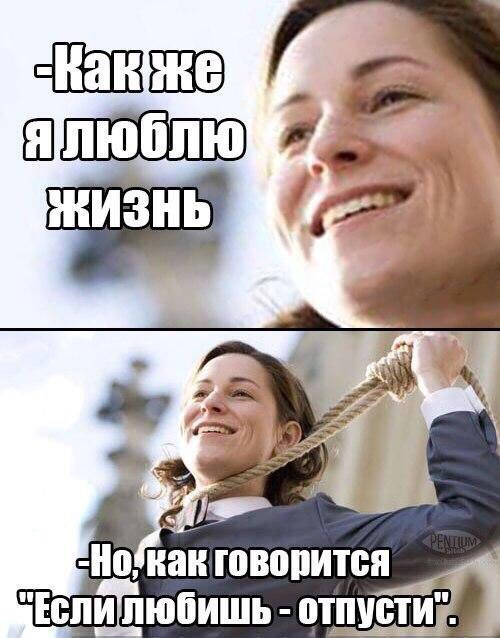 -Как же
я люблю
жизнь
PENTIUM
-Но, как говорится
"Если любишь - отпусти".